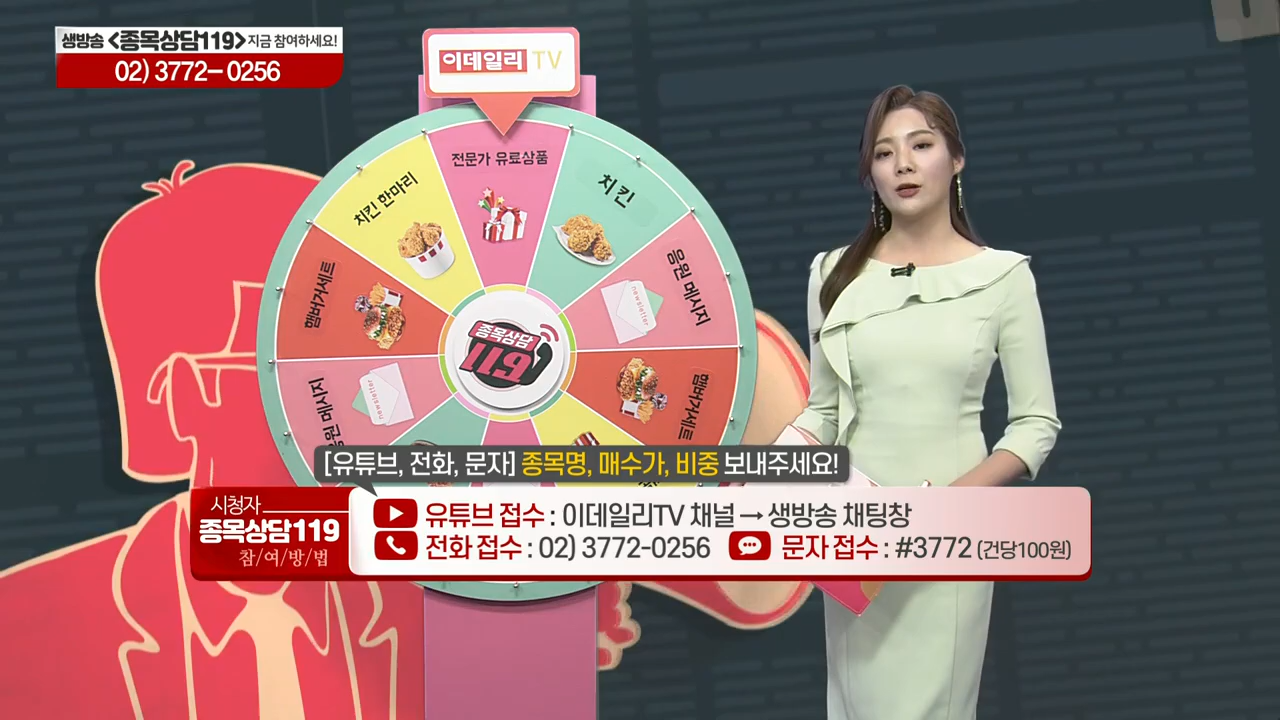 생방송 <종목상담119> 지금 참여하세요!
02) 3772-0256
이데일리 TV
전문가 유료상품
치킨
치킨 한마리
응원 메시지
newsletter
햄버거세트
햄버거세트
newsletter
종목상담
119
[유튜브, 전화, 문자] 종목명, 매수가, 비중 보내주세요!
시청자
종목상담119
참/여/방/법
유튜브 접수 : 이데일리TV 채널 → 생방송 채팅창
전화 접수 : 02) 3772-0256 문자 접수 : #3772 (건당100원)